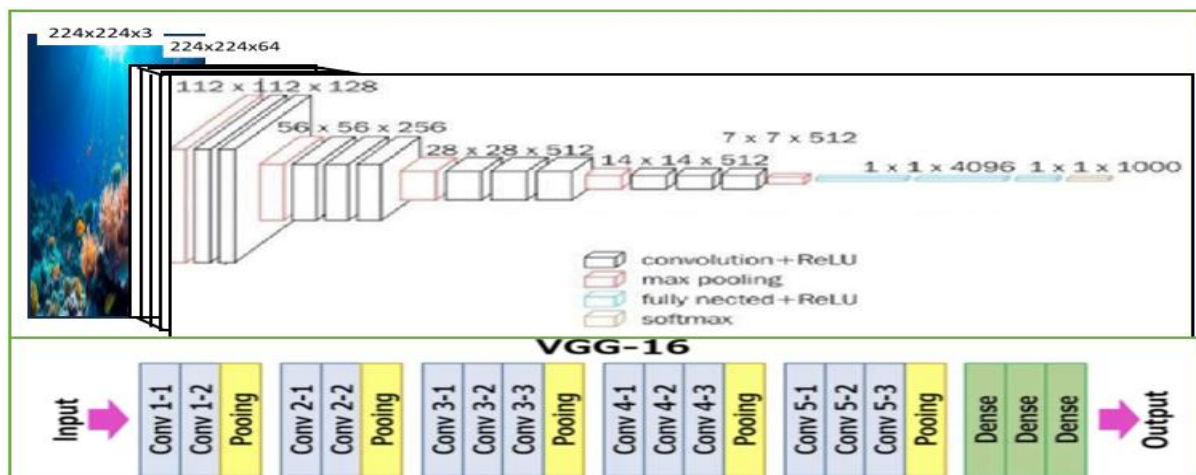 224x224x3
224x224x64
112 x 112 x 128
56 x 56 x 256
28 x 28 x 512
14 x 14 x 512
7 x 7 x 512
1 x 1 x 4096
1 x 1 x 1000
convolution+ReLU
max pooling
fully nected+ReLU
softmax
VGG-16
Input
Conv 1-1
Conv 1-2
Pooing
Conv 2-1
Conv 2-2
Pooing
Conv 3-1
Conv 3-2
Conv 3-3
Pooing
Conv 4-1
Conv 4-2
Conv 4-3
Pooing
Conv 5-1
Conv 5-2
Conv 5-3
Pooing
Dense
Dense
Dense
Output